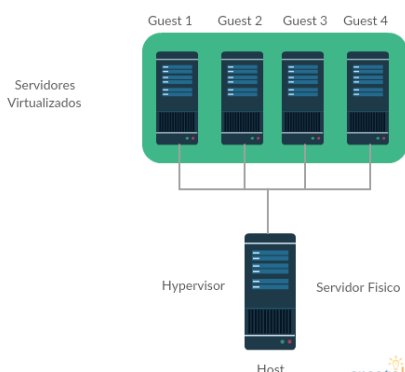 Guest 1 Guest 2 Guest 3 Guest 4
Servidores
Virtualizados
Hypervisor
Servidor Fisico
Host